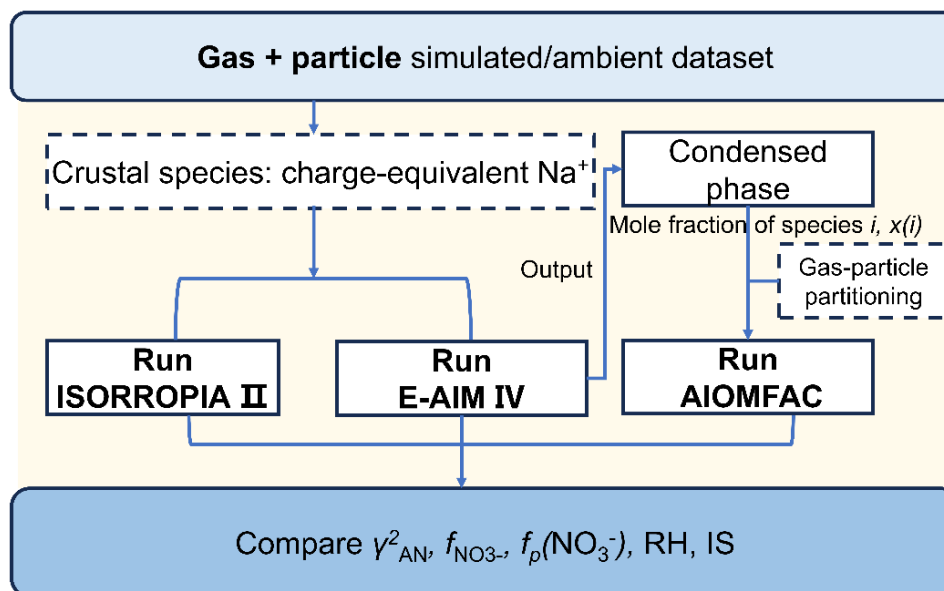 Gas + particle simulated/ambient dataset
Crustal species: charge-equivalent Na⁺
Condensed
phase
Mole fraction of species i, x(i)
Output
Gas-particle
partitioning
Run
ISORROPIA Ⅱ
Run
E-AIM Ⅳ
Run
AIOMFAC
Compare γ²AN, fNO3-, fp(NO₃⁻), RH, IS